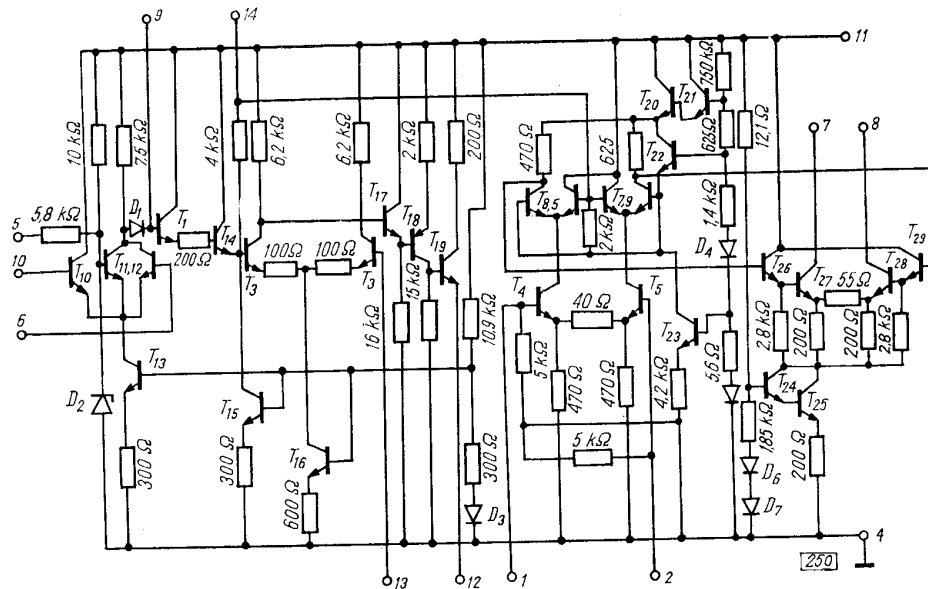 9
14
11
10 kΩ
7.5 kΩ
4 kΩ
6,2 kΩ
6,2 kΩ
2 kΩ
200 Ω
470 Ω
625
T20
T21
T22
750 kΩ
625Ω
12,1 Ω
7
8
5
5,8 kΩ
D1
T1
T17
T18
T8,5
T7,9
2 kΩ
1,4 kΩ
D4
T29
10
T10
T11,12
200Ω
T14
T3
100Ω
100Ω
T3
T19
T26
T27
55 Ω
T28
6
16 kΩ
15 kΩ
10,9 kΩ
T4
40 Ω
T5
T23
2.8 kΩ
200 Ω
200 Ω
2.8 kΩ
T13
D2
T15
5 kΩ
470 Ω
470 Ω
4.2 kΩ
5,6 Ω
T24
T25
300 Ω
300 Ω
T16
600 Ω
300 Ω
D3
5 kΩ
1,85 kΩ
D6
D7
200 Ω
4
250
13
12
1
2